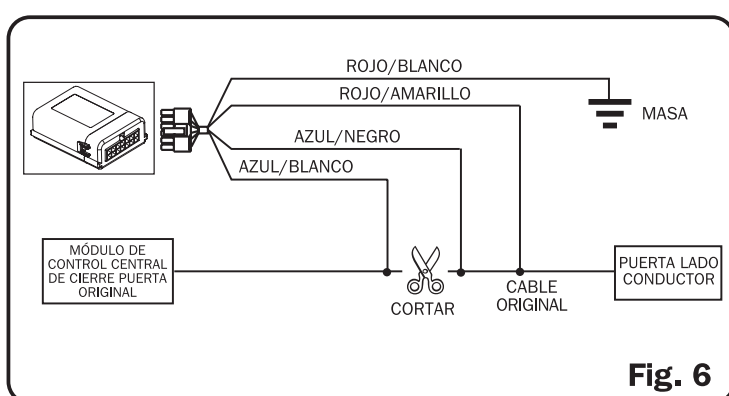 ROJO/BLANCO
ROJO/AMARILLO
MASA
AZUL/NEGRO
AZUL/BLANCO
MÓDULO DE
CONTROL CENTRAL
DE CIERRE PUERTA
ORIGINAL
CORTAR
CABLE
ORIGINAL
PUERTA LADO
CONDUCTOR
Fig. 6